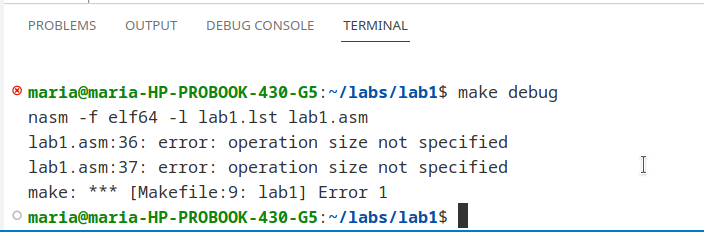 PROBLEMS OUTPUT DEBUG CONSOLE TERMINAL
maria@maria-HP-PROBOOK-430-G5:~/labs/lab1$ make debug
nasm -f elf64 -l lab1.lst lab1.asm
lab1.asm:36: error: operation size not specified
lab1.asm:37: error: operation size not specified
make: *** [Makefile:9: lab1] Error 1
maria@maria-HP-PROBOOK-430-G5:~/labs/lab1$